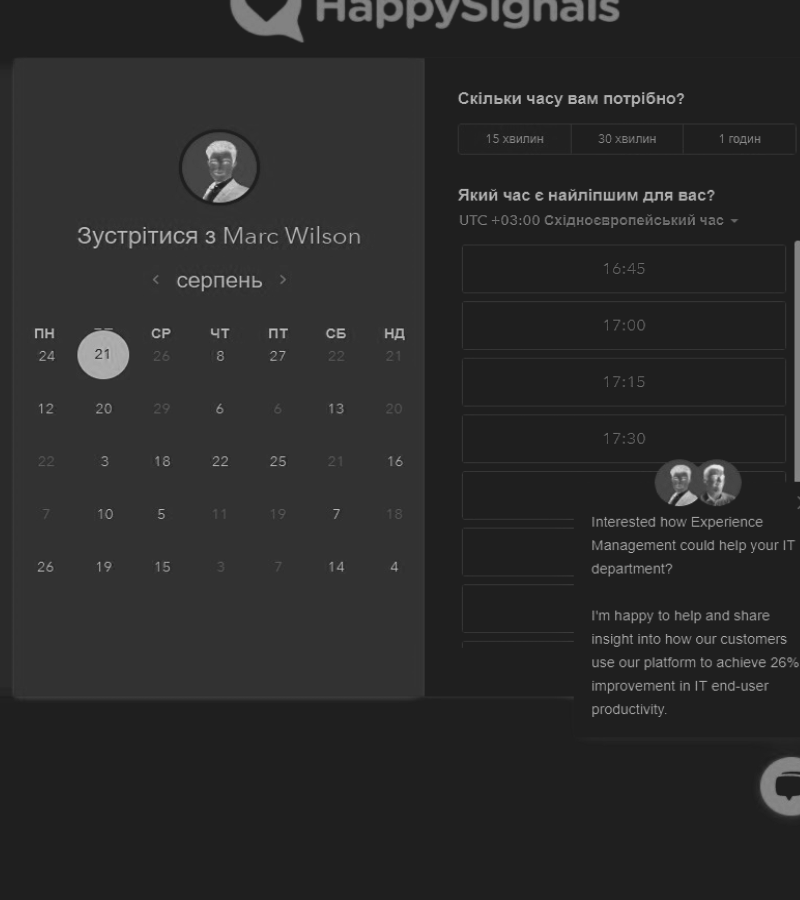 HappySignals
Зустрітися з Marc Wilson
серпень
ПН СР ЧТ ПТ СБ НД
24 21 26 8 27 22 21
12 20 29 6 6 13 20
22 3 18 22 25 21 16
7 10 5 11 19 7 18
26 19 15 3 7 14 4
Скільки часу вам потрібно?
15 хвилин 30 хвилин 1 годин
Який час є найліпшим для вас?
UTC +03:00 Східноєвропейський час
16:45
17:00
17:15
17:30
Interested how Experience
Management could help your IT
department?
I'm happy to help and share
insight into how our customers
use our platform to achieve 26%
improvement in IT end-user
productivity.